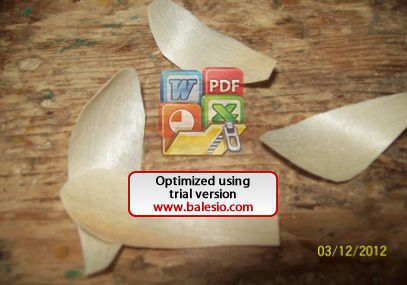 W
PDF
X
Optimized using
trial version
www.balesio.com
03/12/2012